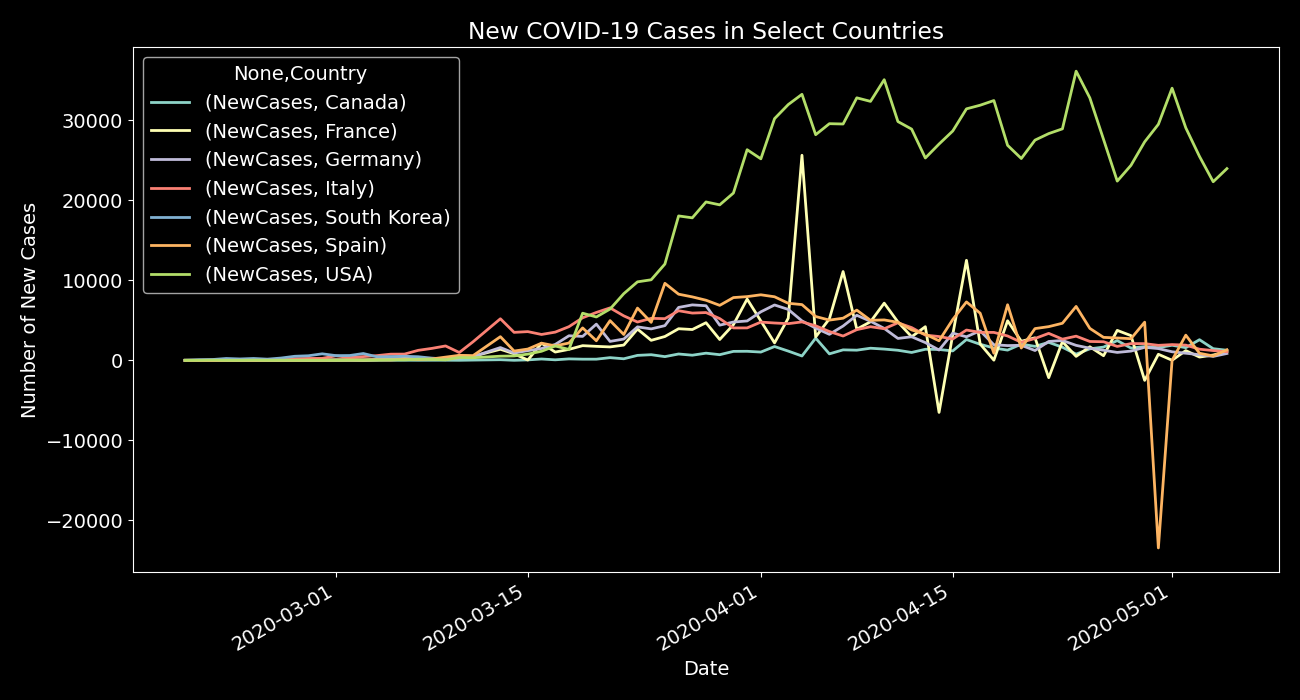 New COVID-19 Cases in Select Countries
None,Country
(NewCases, Canada)
(NewCases, France)
(NewCases, Germany)
(NewCases, Italy)
(NewCases, South Korea)
(NewCases, Spain)
(NewCases, USA)
Number of New Cases
30000
20000
10000
0
−10000
−20000
2020-03-01
2020-03-15
2020-04-01
2020-04-15
2020-05-01
Date